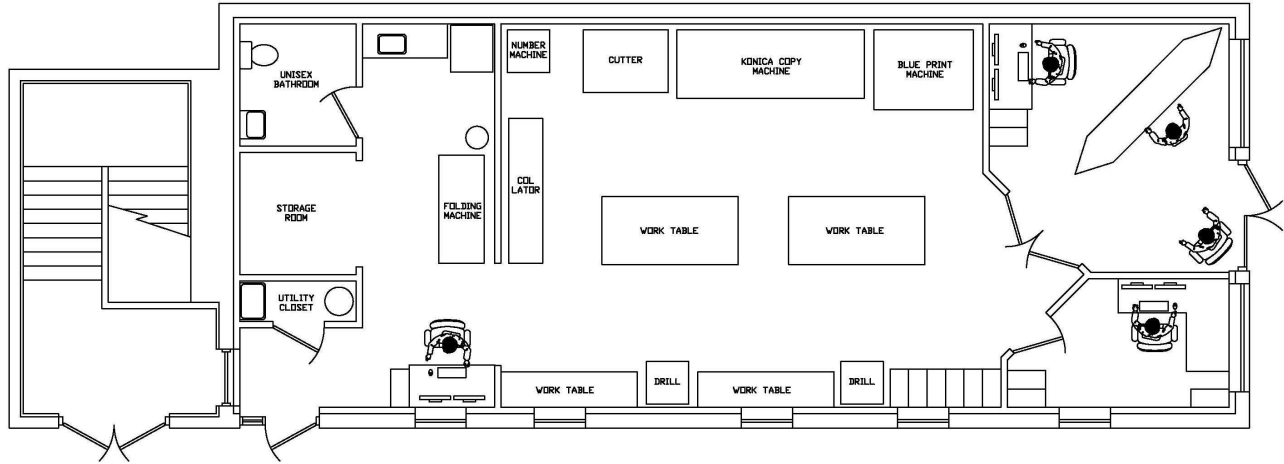 NUMBER
MACHINE
CUTTER
KONICA COPY
MACHINE
BLUE PRINT
MACHINE
UNISEX
BATHROOM
COL
LATOR
FOLDING
MACHINE
STORAGE
ROOM
WORK TABLE
WORK TABLE
UTILITY
CLOSET
WORK TABLE
DRILL
WORK TABLE
DRILL